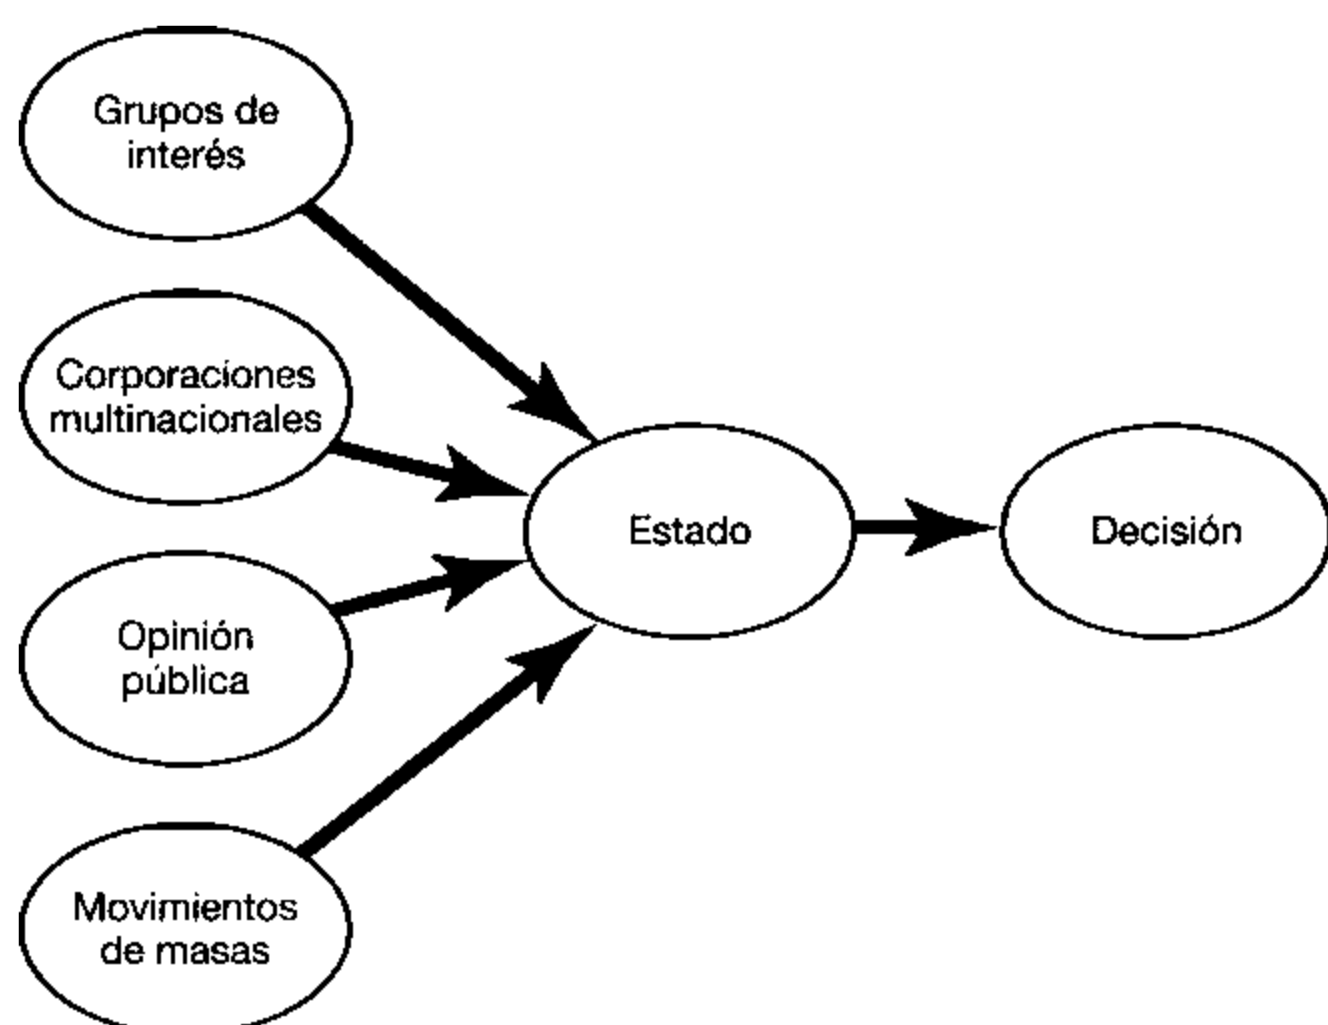 Grupos de
interés
Corporaciones
multinacionales
Opinión
pública
Movimientos
de masas
Estado
Decisión